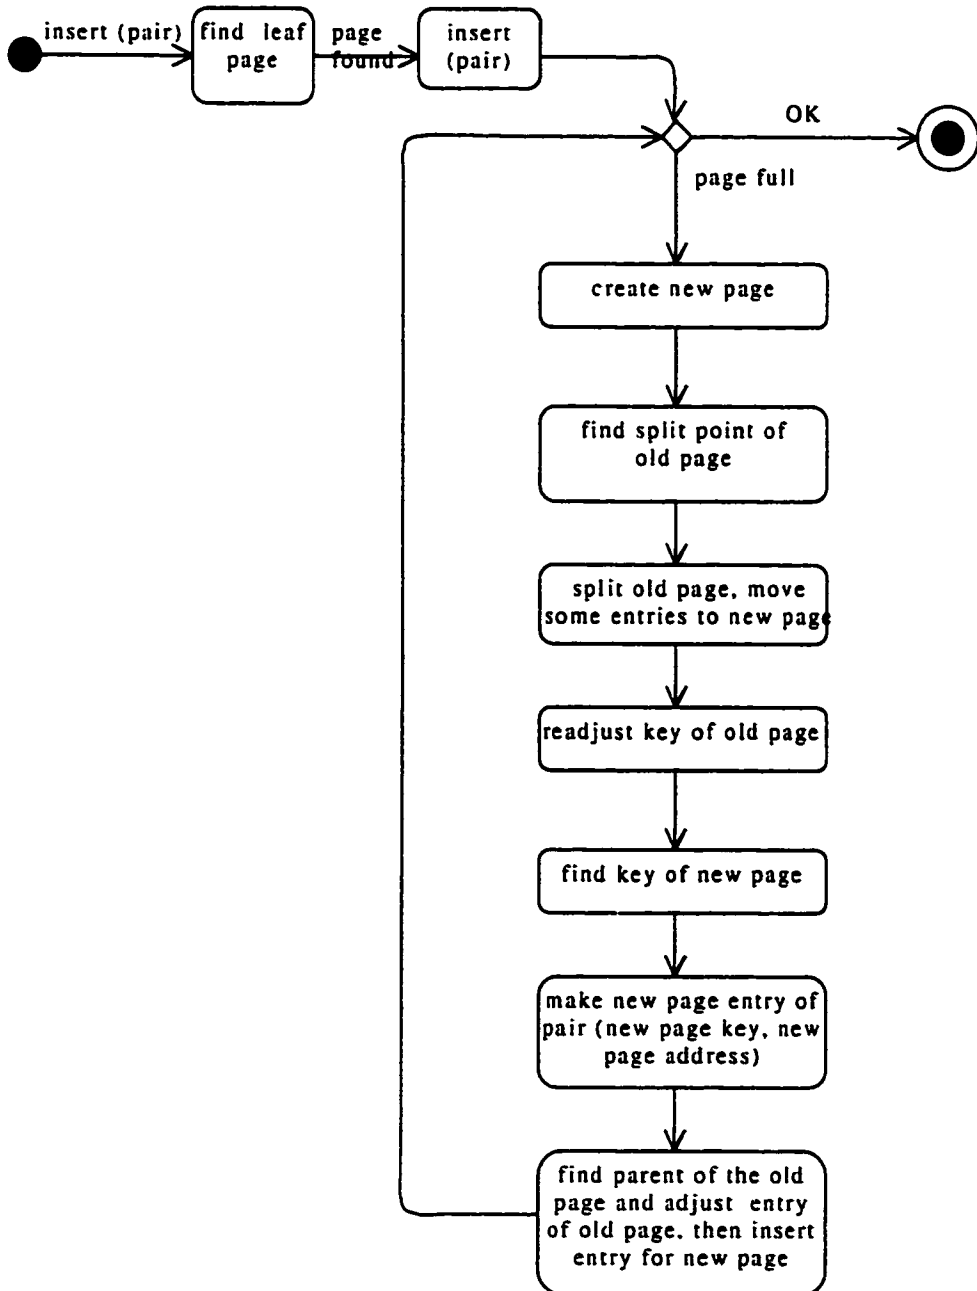 insert (pair)
find leaf
page
page
found
insert
(pair)
OK
page full
create new page
find split point of
old page
split old page, move
some entries to new page
readjust key of old page
find key of new page
make new page entry of
pair (new page key, new
page address)
find parent of the old
page and adjust entry
of old page, then insert
entry for new page